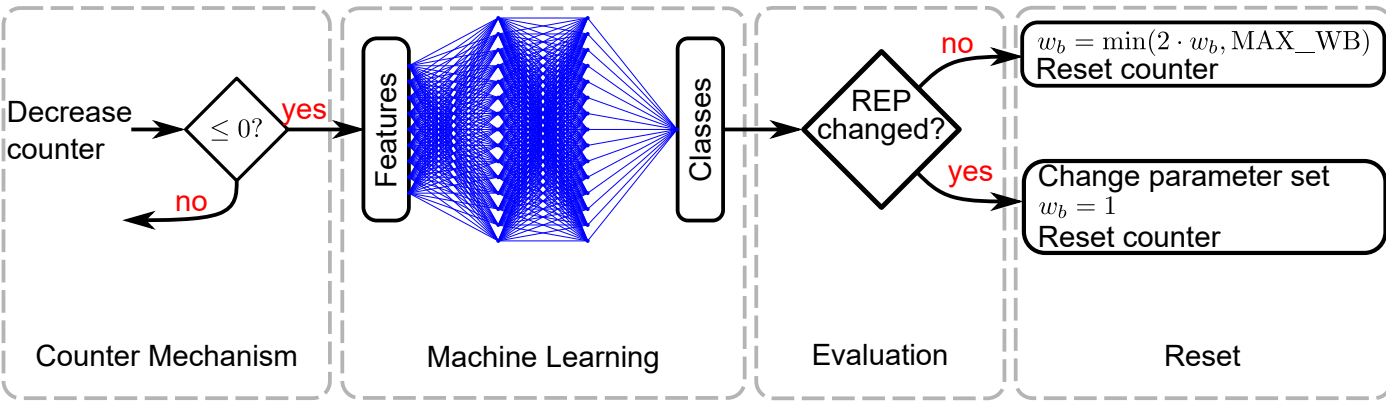 Decrease
counter
≤ 0?
yes
no
Counter Mechanism
Features
Classes
Machine Learning
REP
changed?
no
yes
Evaluation
w_b = min(2 · w_b, MAX_WB)
Reset counter
Change parameter set
w_b = 1
Reset counter
Reset